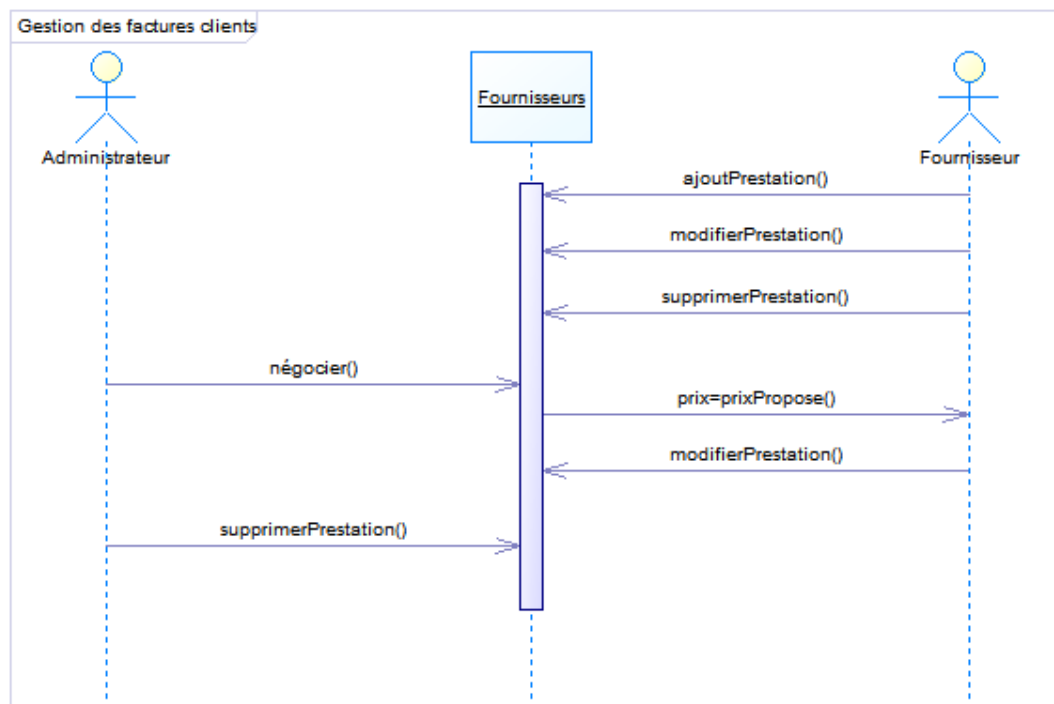 Gestion des factures clients
Fournisseurs
Administrateur
Fournisseur
ajoutPrestation()
modifierPrestation()
supprimerPrestation()
négocier()
prix=prixPropose()
modifierPrestation()
supprimerPrestation()